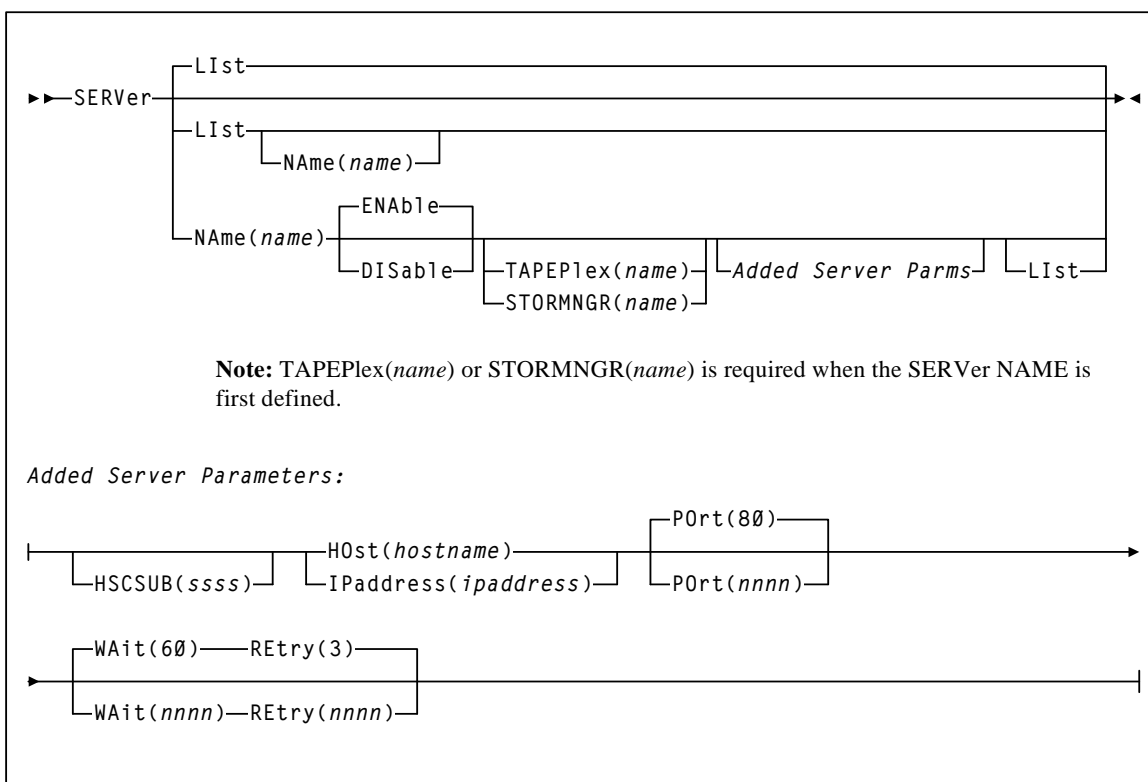 LIst
SERVer
LIst
NAme(name)
ENAble
NAme(name)
DISable
TAPEPlex(name)
Added Server Parms
LIst
STORMNGR(name)
Note: TAPEPlex(name) or STORMNGR(name) is required when the SERVer NAME is
first defined.
Added Server Parameters:
POrt(80)
HOst(hostname)
HSCSUB(ssss)
IPaddress(ipaddress)
POrt(nnnn)
WAit(60) REtry(3)
WAit(nnnn) REtry(nnnn)